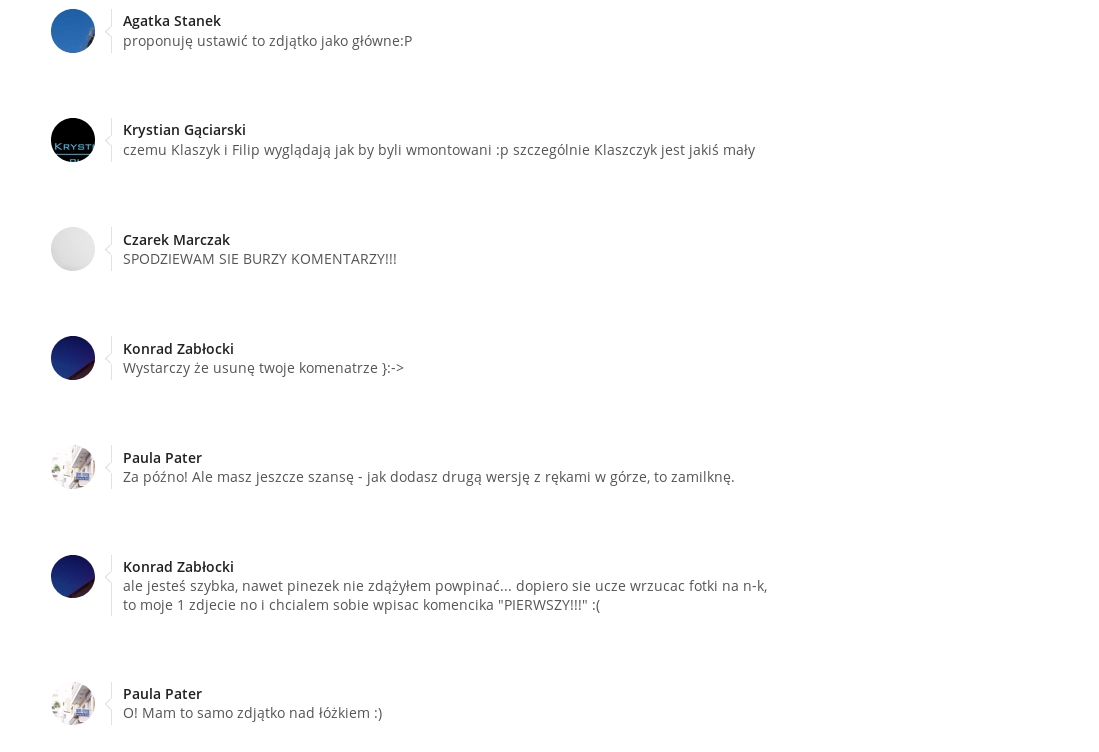 Agatka Stanek
proponuję ustawić to zdjątko jako główne:P
Krystian Gąciarski
czemu Klaszyk i Filip wyglądają jak by byli wmontowani :p szczególnie Klaszczyk jest jakiś mały
Czarek Marczak
SPODZIEWAM SIE BURZY KOMENTARZY!!!
Konrad Zabłocki
Wystarczy że usunę twoje komenatrze }:->
Paula Pater
Za późno! Ale masz jeszcze szansę - jak dodasz drugą wersję z rękami w górze, to zamilknę.
Konrad Zabłocki
ale jesteś szybka, nawet pinezek nie zdążyłem powpinać... dopiero sie ucze wrzucac fotki na n-k,
to moje 1 zdjecie no i chcialem sobie wpisac komencika "PIERWSZY!!!" :(
Paula Pater
O! Mam to samo zdjątko nad łóżkiem :)